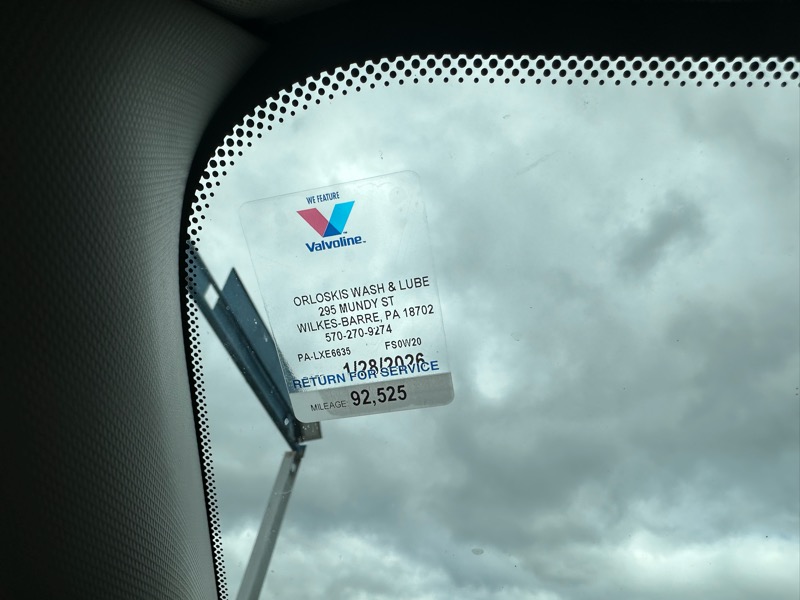 WE FEATURE
Valvoline™
ORLOSKIS WASH & LUBE
295 MUNDY ST
WILKES-BARRE, PA 18702
570-270-9274
PA-LXE6635 FS0W20
1/28/2026
RETURN FOR SERVICE
MILEAGE 92,525